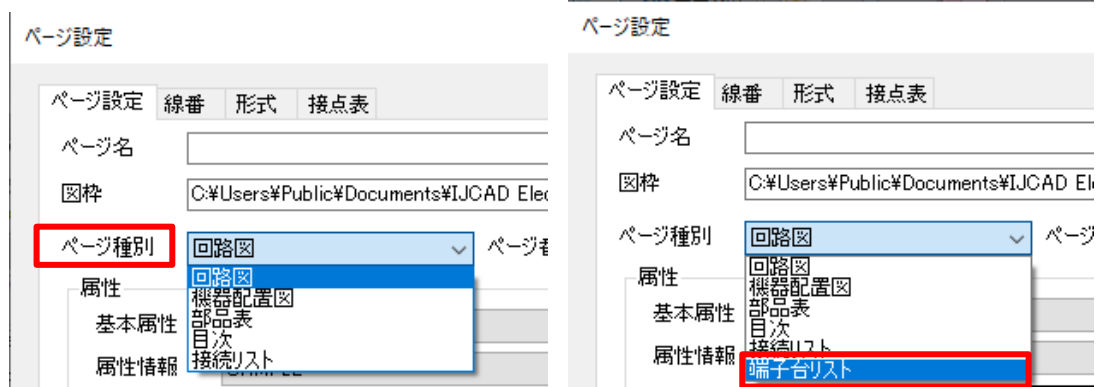 ページ設定
ページ設定 線番 形式 接点表
ページ名
図枠 C:¥Users¥Public¥Documents¥IJCAD Elec
ページ種別 回路図
回路図
機器配置図
部品表
目次
接続リスト
属性
基本属性
属性情報
ページ設定
ページ設定 線番 形式 接点表
ページ名
図枠 C:¥Users¥Public¥Documents¥IJCAD El
ページ種別 回路図 ページ
回路図
機器配置図
部品表
目次
接続リスト
端子台リスト
属性
基本属性
属性情報